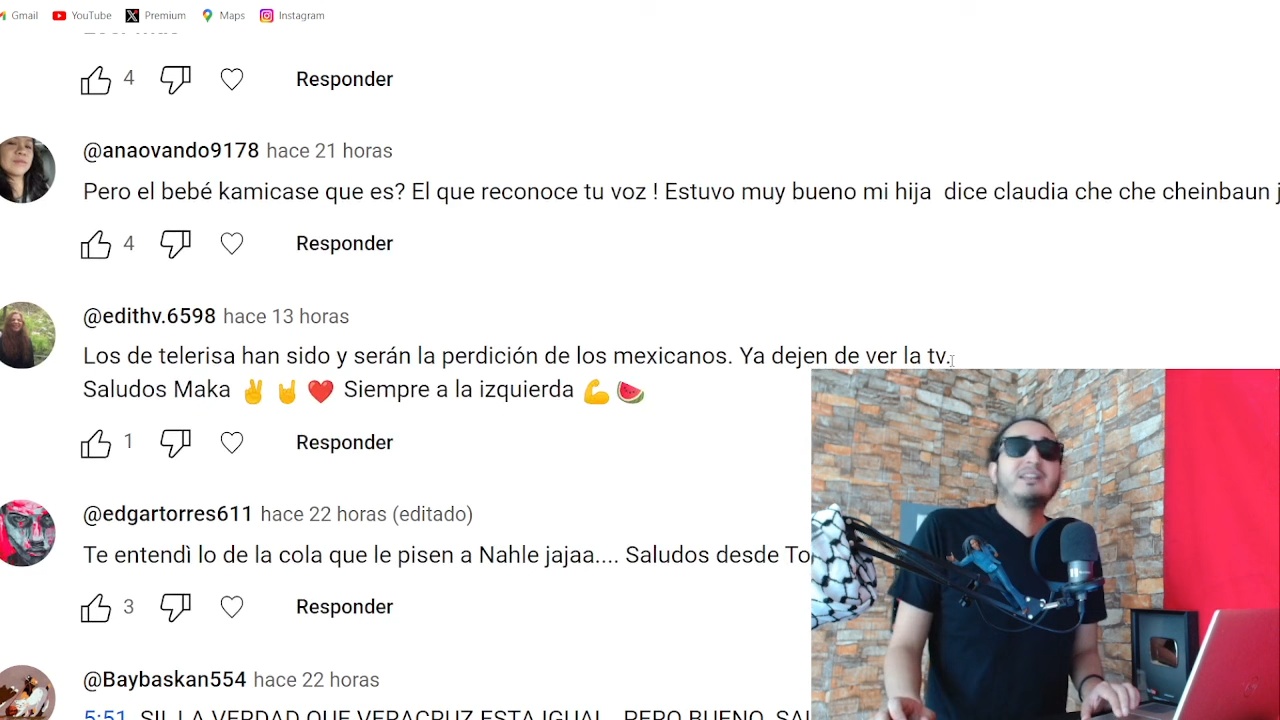 Gmail YouTube Premium Maps Instagram
4 Responder
@anaovando9178 hace 21 horas
Pero el bebé kamicase que es? El que reconoce tu voz ! Estuvo muy bueno mi hija dice claudia che che cheinbaun j
4 Responder
@edithv.6598 hace 13 horas
Los de telerisa han sido y serán la perdición de los mexicanos. Ya dejen de ver la tv.
Saludos Maka ✌️ 🤘 ❤️ Siempre a la izquierda 💪 🍉
1 Responder
@edgartorres611 hace 22 horas (editado)
Te entendì lo de la cola que le pisen a Nahle jajaa.... Saludos desde To
3 Responder
@Baybaskan554 hace 22 horas
5:51 SII, LA VERDAD QUE VERACRUZ ESTA IGUAL, PERO BUENO, SAL